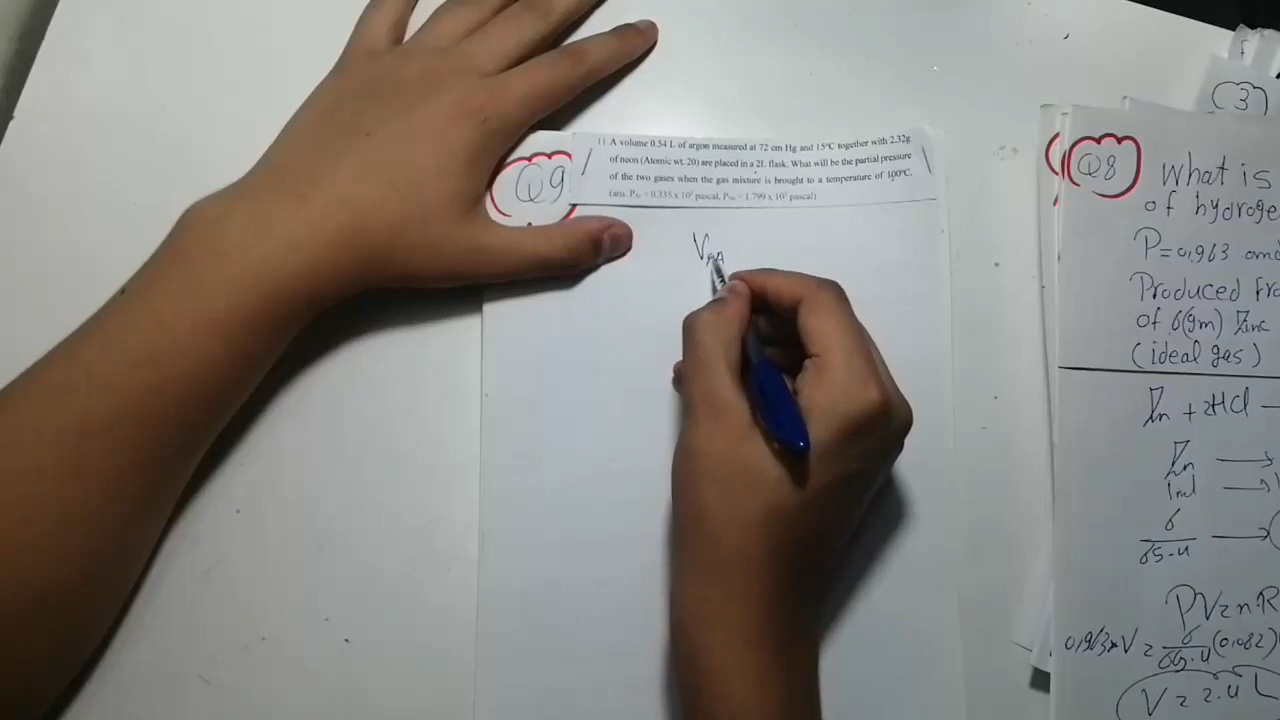 Q9
11 A volume 0.54 L of argon measured at 72 cm Hg and 15°C together with 2.32g
of neon (Atomic wt. 20) are placed in a 2L flask. What will be the partial pressure
of the two gases when the gas mixture is brought to a temperature of 100°C.
(ans. P Ar = 0.335 x 10⁵ pascal, P Ne = 1.799 x 10⁵ pascal)
V
(3)
Q8
What is
of hydroge
P=0,963
Produced Fro
of 6(gm) Zinc
(ideal gas)
Zn + 2HCl →
Zn →
1ml →
6/65.4 →
PV = nR
0,963*V = 6/65.4 (0.082)
V = 2.4 L